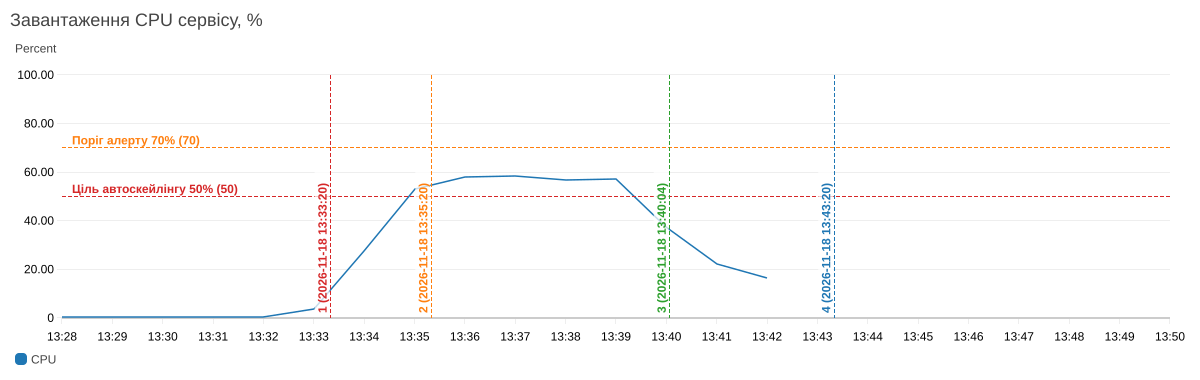 Завантаження CPU сервісу, %
Percent
100.00
80.00
Поріг алерту 70% (70)
60.00
Ціль автоскейлінгу 50% (50)
40.00
20.00
0
1 (2026-11-18 13:33:20)
2 (2026-11-18 13:35:20)
3 (2026-11-18 13:40:04)
4 (2026-11-18 13:43:20)
13:28 13:29 13:30 13:31 13:32 13:33 13:34 13:35 13:36 13:37 13:38 13:39 13:40 13:41 13:42 13:43 13:44 13:45 13:46 13:47 13:48 13:49 13:50
CPU